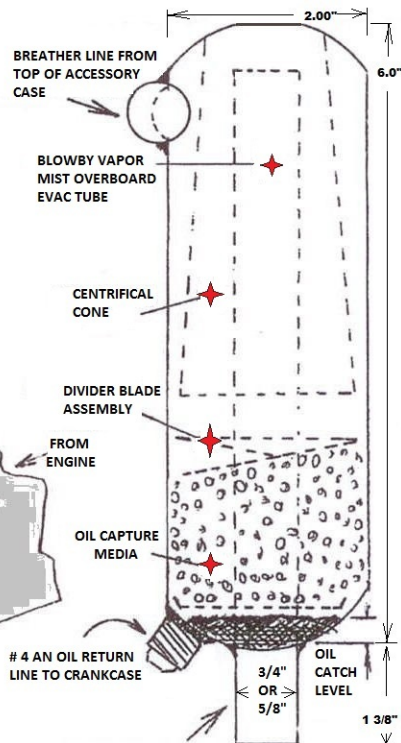 2.00"
6.0"
BREATHER LINE FROM
TOP OF ACCESSORY
CASE
BLOWBY VAPOR
MIST OVERBOARD
EVAC TUBE
CENTRIFICAL
CONE
DIVIDER BLADE
ASSEMBLY
FROM
ENGINE
OIL CAPTURE
MEDIA
# 4 AN OIL RETURN
LINE TO CRANKCASE
3/4"
OR
5/8"
OIL
CATCH
LEVEL
1 3/8"